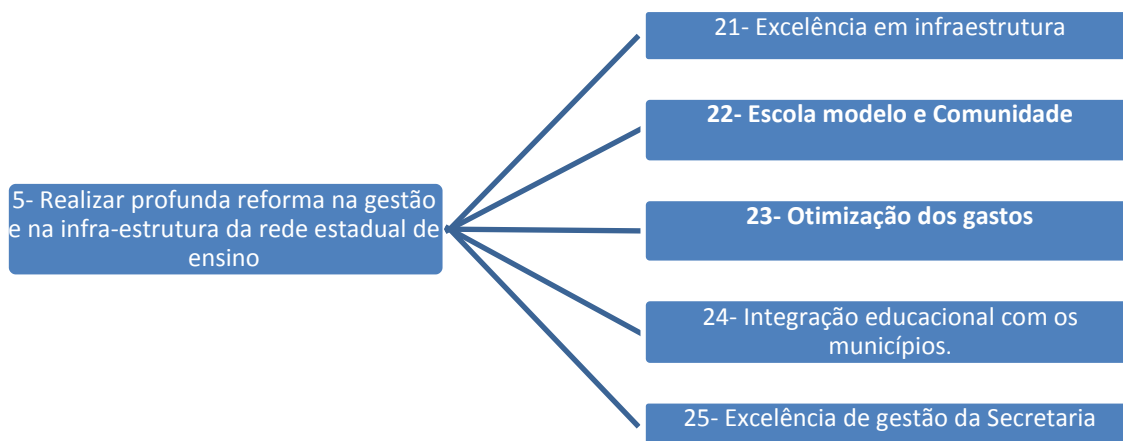 21- Excelência em infraestrutura
22- Escola modelo e Comunidade
5- Realizar profunda reforma na gestão
e na infra-estrutura da rede estadual de
ensino
23- Otimização dos gastos
24- Integração educacional com os
municípios.
25- Excelência de gestão da Secretaria